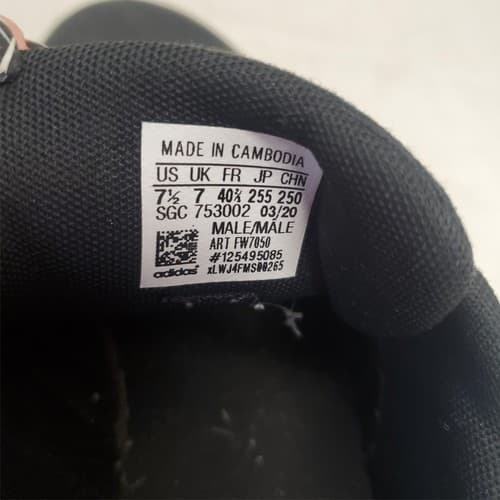 MADE IN CAMBODIA
US UK FR JP CHN
7½ 7 40⅔ 255 250
SGC 753002 03/20
MALE/MÂLE
ART FW7050
#125495085
adidas xLWJ4FMS00265